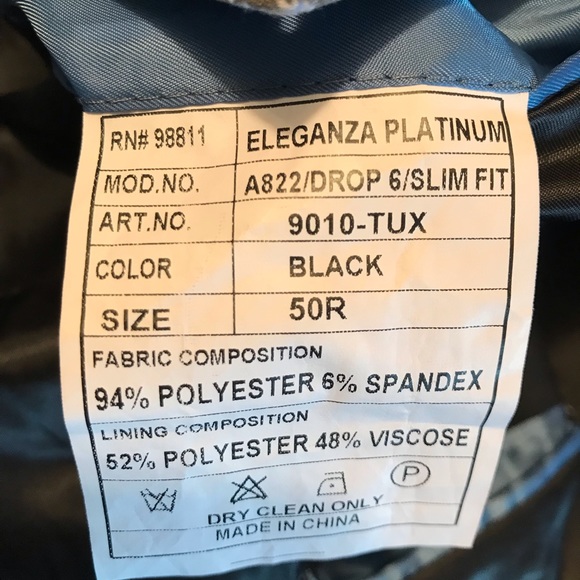 RN# 98811 ELEGANZA PLATINUM
MOD.NO. A822/DROP 6/SLIM FIT
ART.NO. 9010-TUX
COLOR BLACK
SIZE 50R
FABRIC COMPOSITION
94% POLYESTER 6% SPANDEX
LINING COMPOSITION
52% POLYESTER 48% VISCOSE
P
DRY CLEAN ONLY
MADE IN CHINA